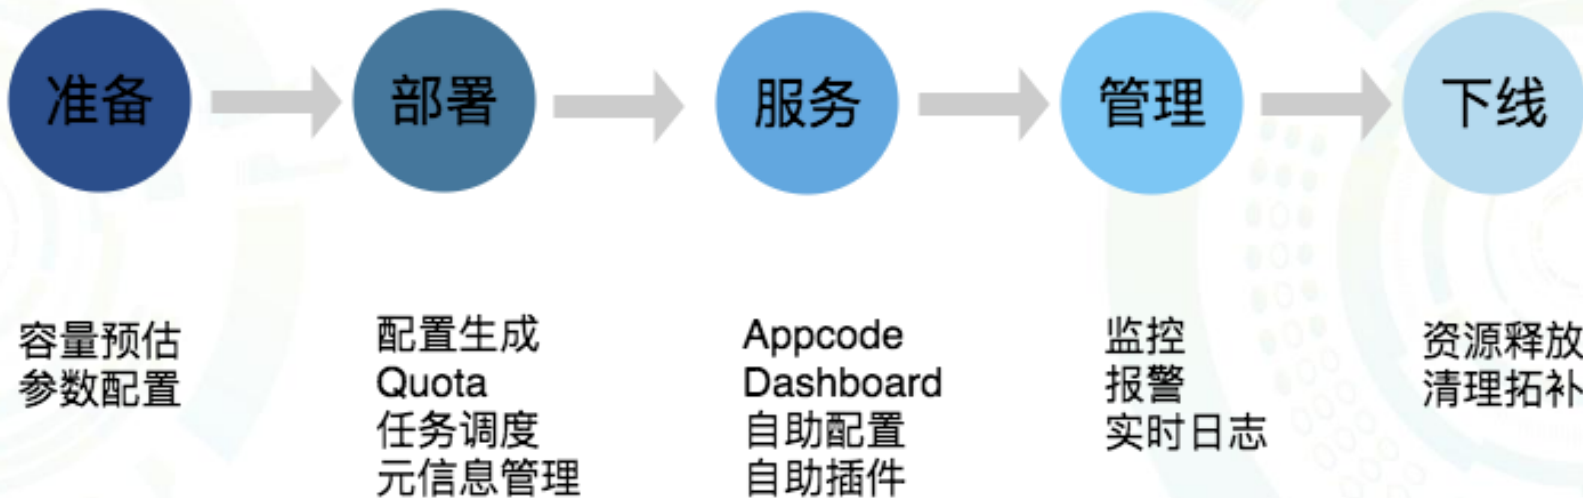 准备
部署
服务
管理
下线
容量预估
参数配置
配置生成
Quota
任务调度
元信息管理
Appcode
Dashboard
自助配置
自助插件
监控
报警
实时日志
资源释放
清理拓补